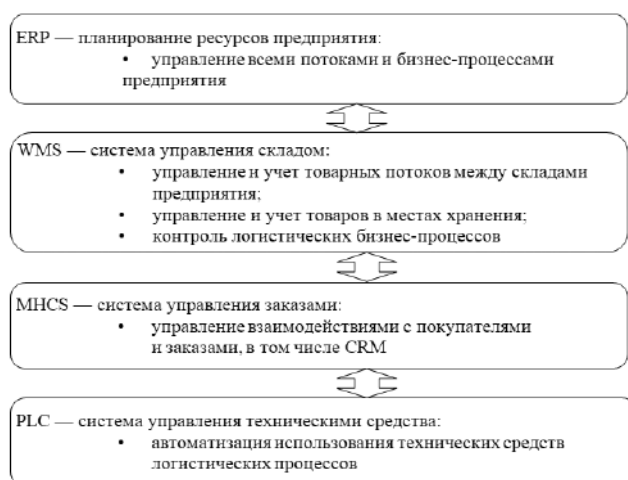 ERP — планирование ресурсов предприятия:
• управление всеми потоками и бизнес-процессами
предприятия
WMS — система управления складом:
• управление и учет товарных потоков между складами
предприятия;
• управление и учет товаров в местах хранения;
• контроль логистических бизнес-процессов
MHCS — система управления заказами:
• управление взаимодействиями с покупателями
и заказами, в том числе CRM
PLC — система управления техническими средства:
• автоматизация использования технических средств
логистических процессов